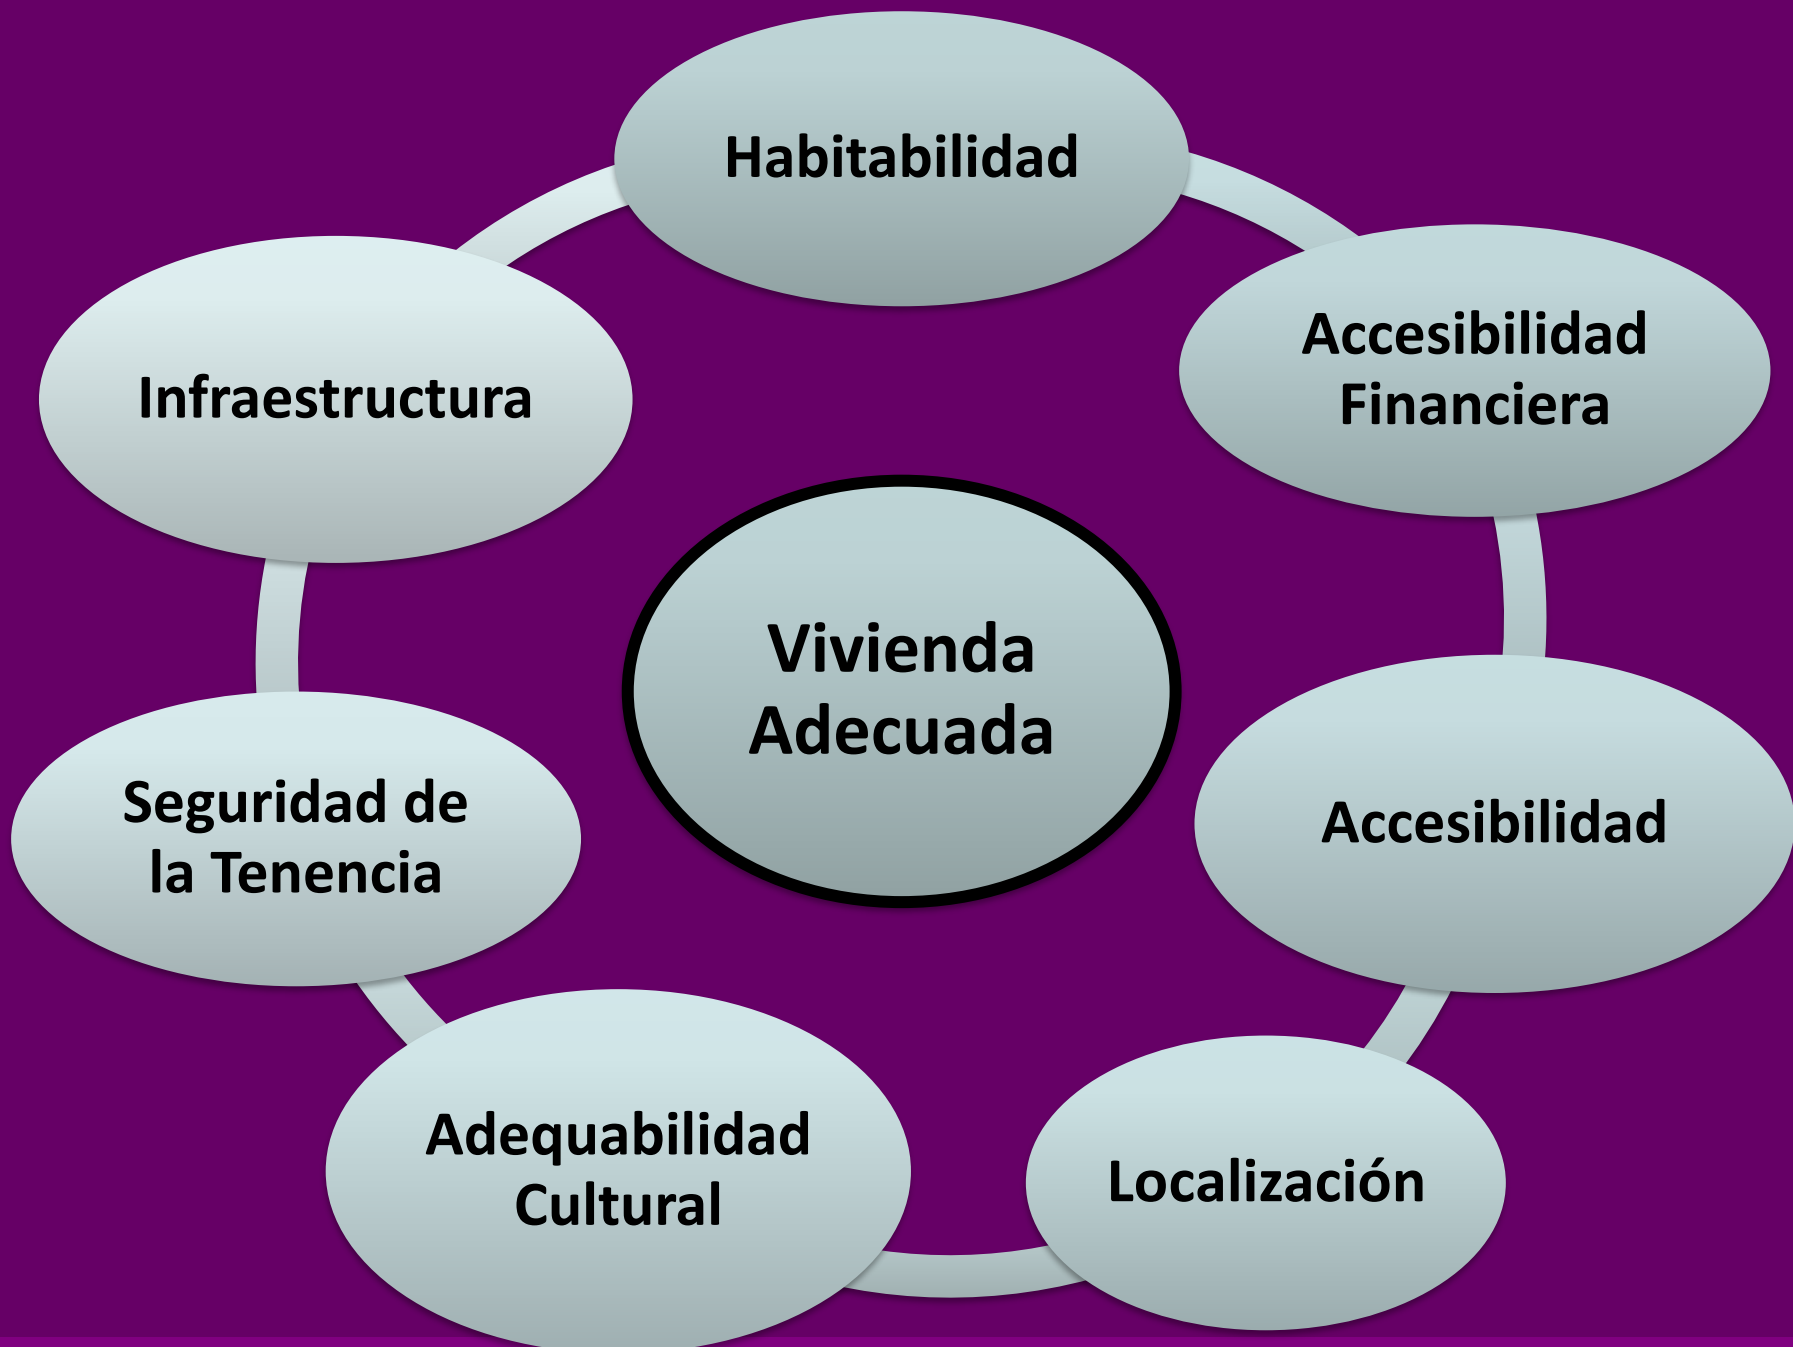 Habitabilidad
Accesibilidad
Financiera
Infraestructura
Vivienda
Adecuada
Accesibilidad
Seguridad de
la Tenencia
Adequabilidad
Cultural
Localización